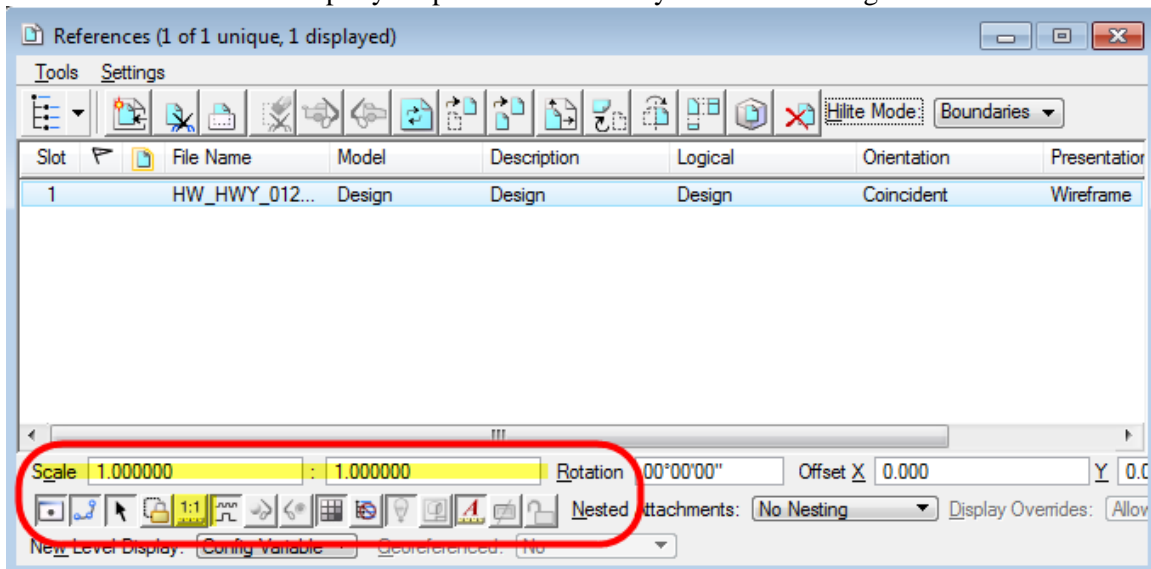 References (1 of 1 unique, 1 displayed)
Tools Settings
Hilite Mode: Boundaries
Slot File Name Model Description Logical Orientation Presentation
1 HW_HWY_012... Design Design Design Coincident Wireframe
Scale 1.000000 : 1.000000 Rotation 00°00'00" Offset X 0.000 Y 0.0
1:1 A Nested Attachments: No Nesting Display Overrides: Allow
New Level Display: Config Variable Georeferenced: No